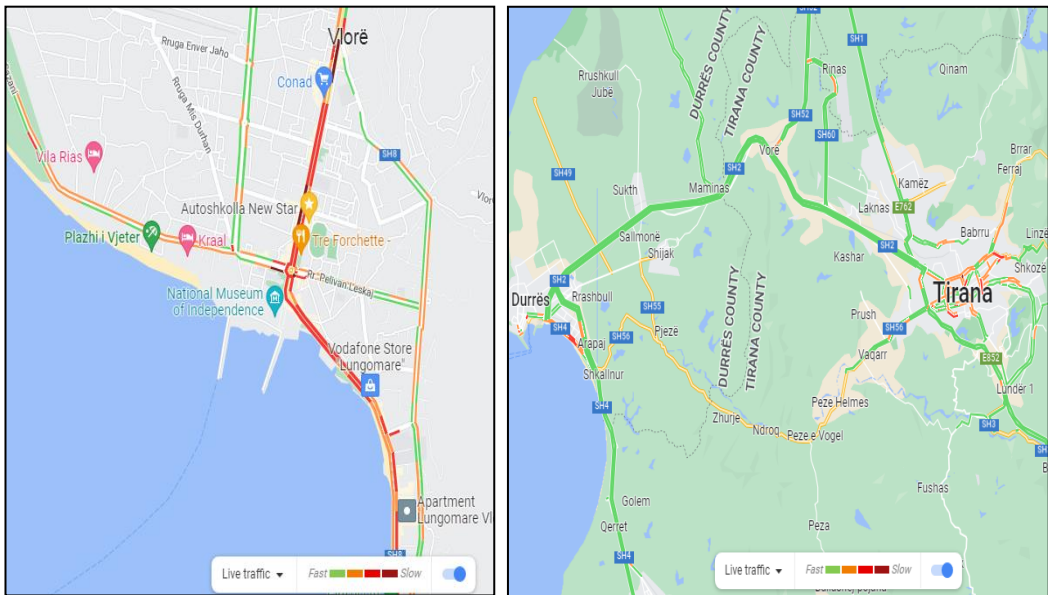 Vlorë
Rruga Enver Jaho
Conad
Rruga Mis Durhan
SH8
Vila Rias
Autoshkolla New Star
Plazhi i Vjeter
Kraal
Tre Forchette -
Rr. Pelivan Leskaj
National Museum
of Independence
Vodafone Store
"Lungomare"
Apartment
Lungomare Vl
SH8
Live traffic
Fast
Slow
SH1
Rrushkull
Jubë
DURRËS COUNTY
TIRANA COUNTY
Rinas
Qinam
SH52
SH60
Vorë
SH2
SH49
Brrar
Ferraj
Maminas
Sukth
Kamëz
Laknas
E762
Sallmonë
Shijak
SH2
Kashar
Babrru
Linzë
Shkozë
SH2
Durrës
Rrashbull
DURRËS COUNTY
TIRANA COUNTY
Tirana
SH55
Prush
SH56
SH4
Arapaj
SH56
Pjezë
Vaqarr
E852
Shkallnur
Lundër 1
SH4
Peze Helmes
Zhurje
Ndroq
Peze e Vogel
SH3
Fushas
Golem
Qerret
Peza
SH4
Live traffic
Fast
Slow